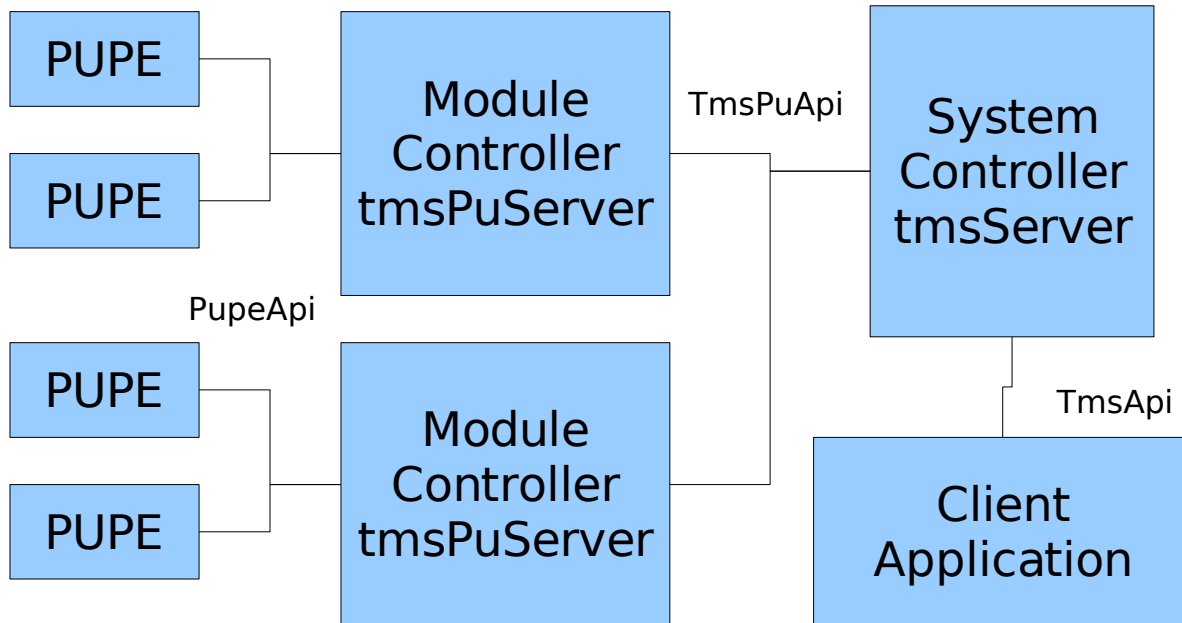 PUPE
PUPE
Module
Controller
tmsPuServer
TmsPuApi
System
Controller
tmsServer
PupeApi
PUPE
PUPE
Module
Controller
tmsPuServer
TmsApi
Client
Application